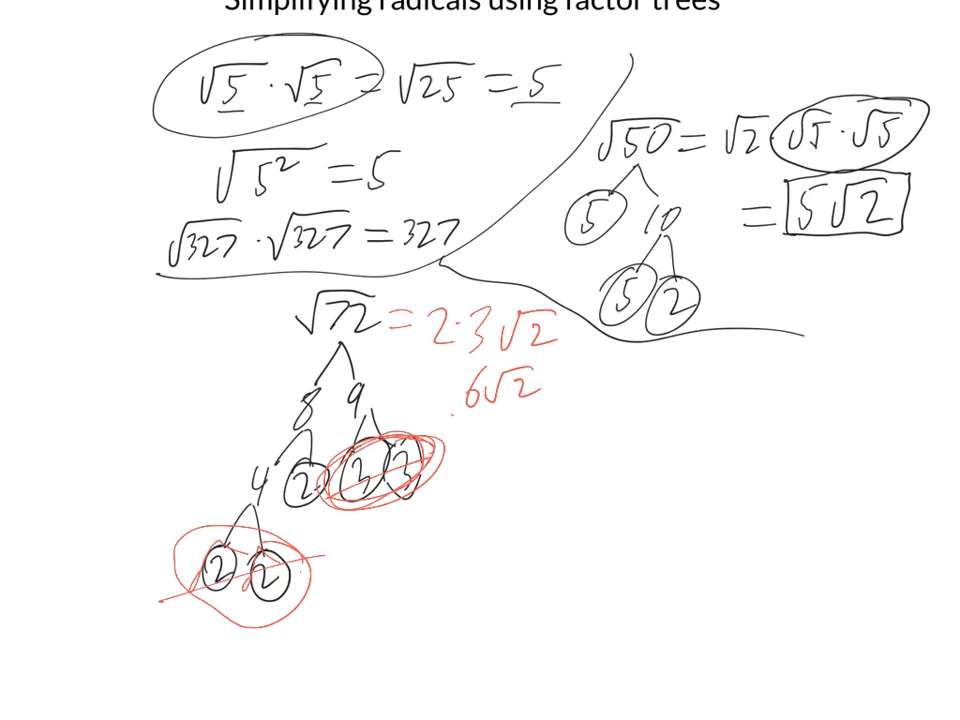 Simplifying radicals using factor trees
√5 · √5 = √25 = 5
√5² = 5
√327 · √327 = 327
√50 = √2 √5 · √5
= 5√2
5 10
5 2
√72 = 2·3√2
6√2
8 9
4 2 3 3
2 2